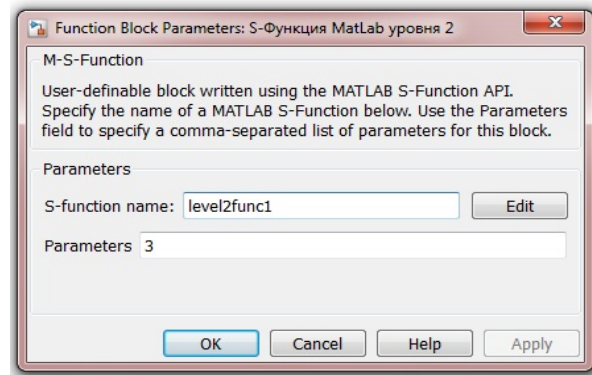 Function Block Parameters: S-Функция MatLab уровня 2
M-S-Function
User-definable block written using the MATLAB S-Function API.
Specify the name of a MATLAB S-Function below. Use the Parameters
field to specify a comma-separated list of parameters for this block.
Parameters
S-function name: level2func1 Edit
Parameters 3
OK Cancel Help Apply